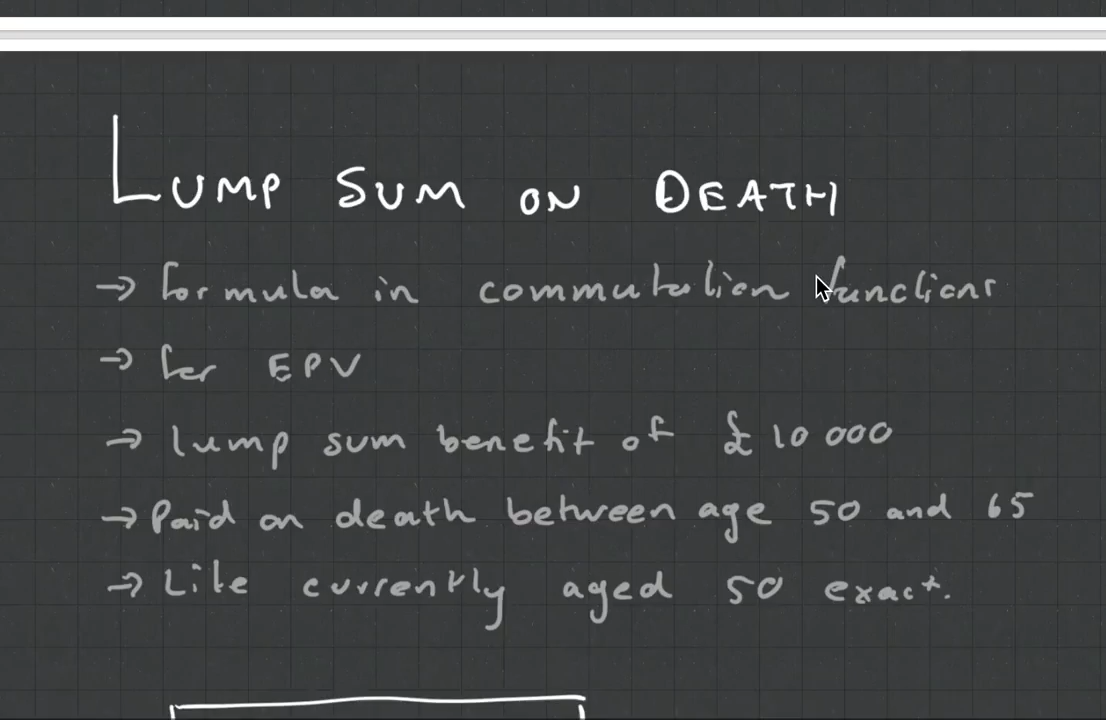 LUMP SUM ON DEATH
→ formula in commutation functions
→ for EPV
→ lump sum benefit of £10 000
→ Paid on death between age 50 and 65
→ Life currently aged 50 exact.